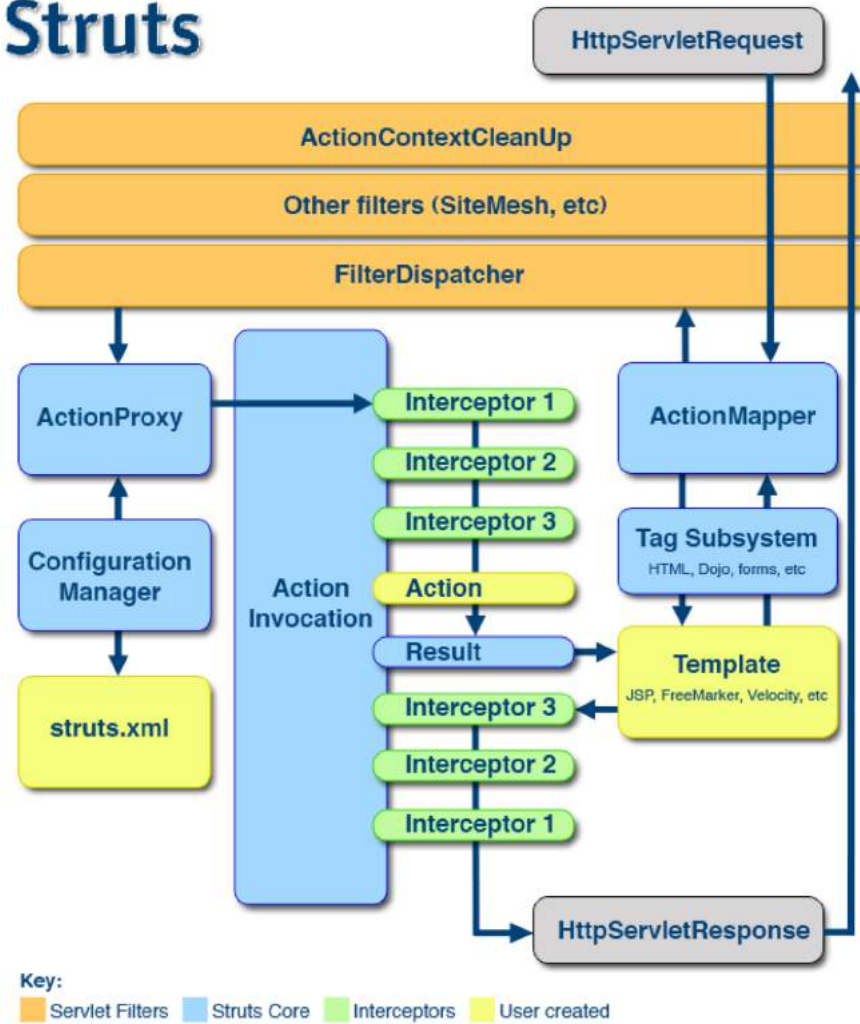 Struts
HttpServletRequest
ActionContextCleanUp
Other filters (SiteMesh, etc)
FilterDispatcher
ActionProxy
Configuration
Manager
struts.xml
Action
Invocation
Interceptor 1
Interceptor 2
Interceptor 3
Action
Result
Interceptor 3
Interceptor 2
Interceptor 1
ActionMapper
Tag Subsystem
HTML, Dojo, forms, etc
Template
JSP, FreeMarker, Velocity, etc
HttpServletResponse
Key:
Servlet Filters
Struts Core
Interceptors
User created